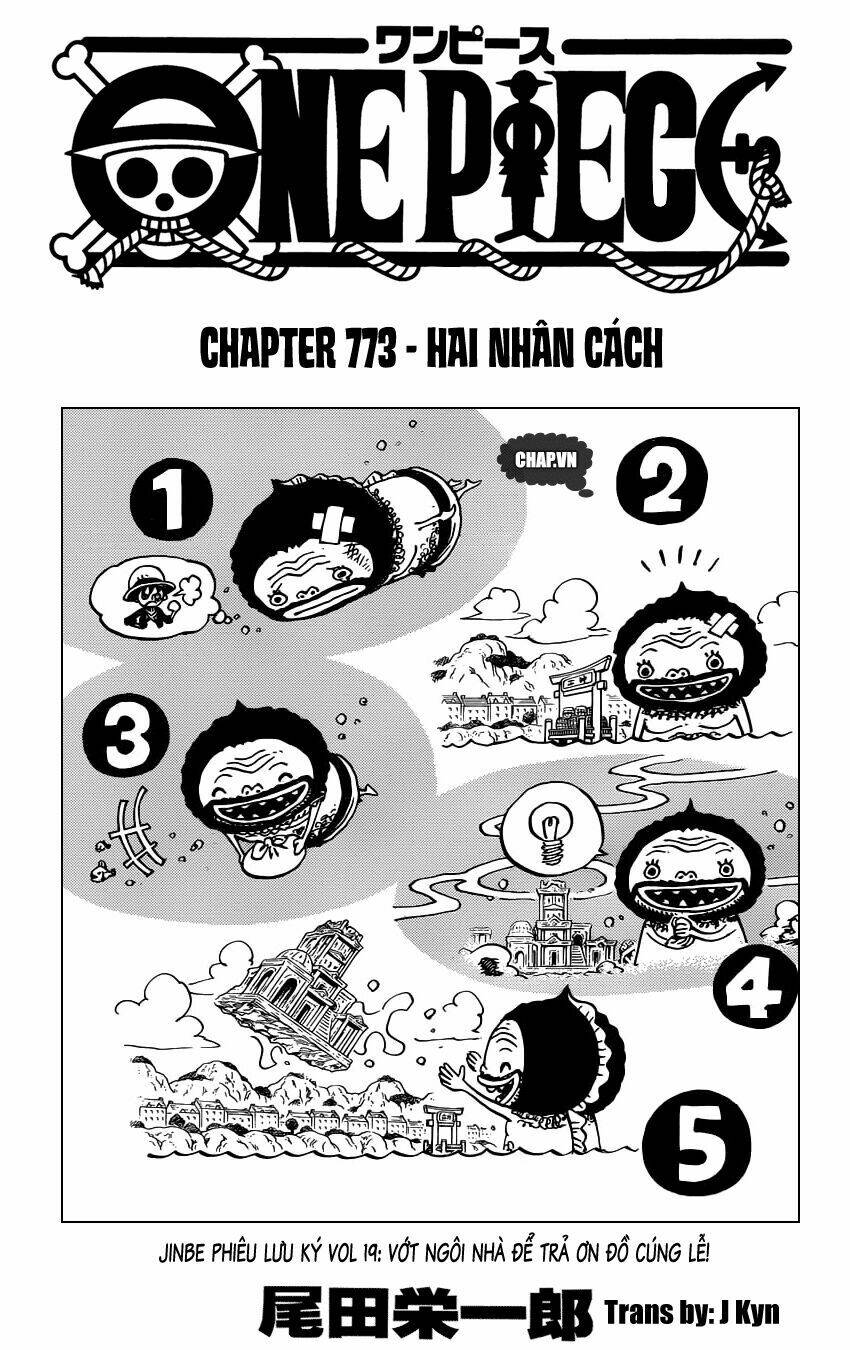 ワンピース
ONE PIECE
CHAPTER 773 - HAI NHÂN CÁCH
CHAP.VN
1
2
3
4
5
JINBE PHIÊU LƯU KÝ VOL 19: VỚT NGÔI NHÀ ĐỂ TRẢ ƠN ĐỒ CÚNG LỄ!
尾田栄一郎 Trans by: J Kyn